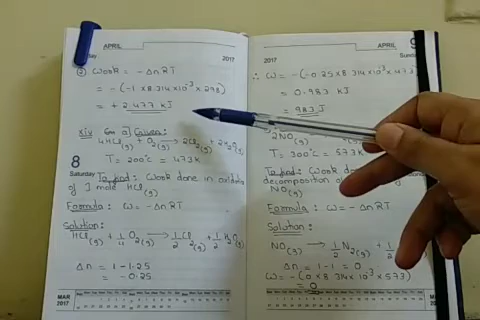 APRIL
② Work = -ΔnRT
= -(-1 × 8.314 × 10⁻³ × 298)
= + 2.477 kJ
xiv for a] Given:
4HCl(g) + O₂(g) → 2Cl₂(g) + 2H₂O(g)
T = 200°C = 473K
8
Saturday
To find : Work done in oxidatn
of 1 mole HCl(g)
Formula : W = -ΔnRT
Solution:
HCl(g) + 1/4 O₂(g) → 1/2 Cl₂(g) + 1/2 H₂O(g)
Δn = 1 - 1.25
= -0.25
MAR
2017
2017
APRIL
9
∴ W = -(-0.25 × 8.314 × 10⁻³ × 473
= 0.983 kJ
= 983 J
2NO(g)
T = 300°C = 573K
To find : Work done in
decomposition of
NO(g)
Formula : W = -ΔnRT
Solution:
NO(g) → 1/2 N₂(g) + 1/2
Δn = 1 - 1 = 0
W = -(0 × 8.314 × 10⁻³ × 573)
= 0
MAY
2017